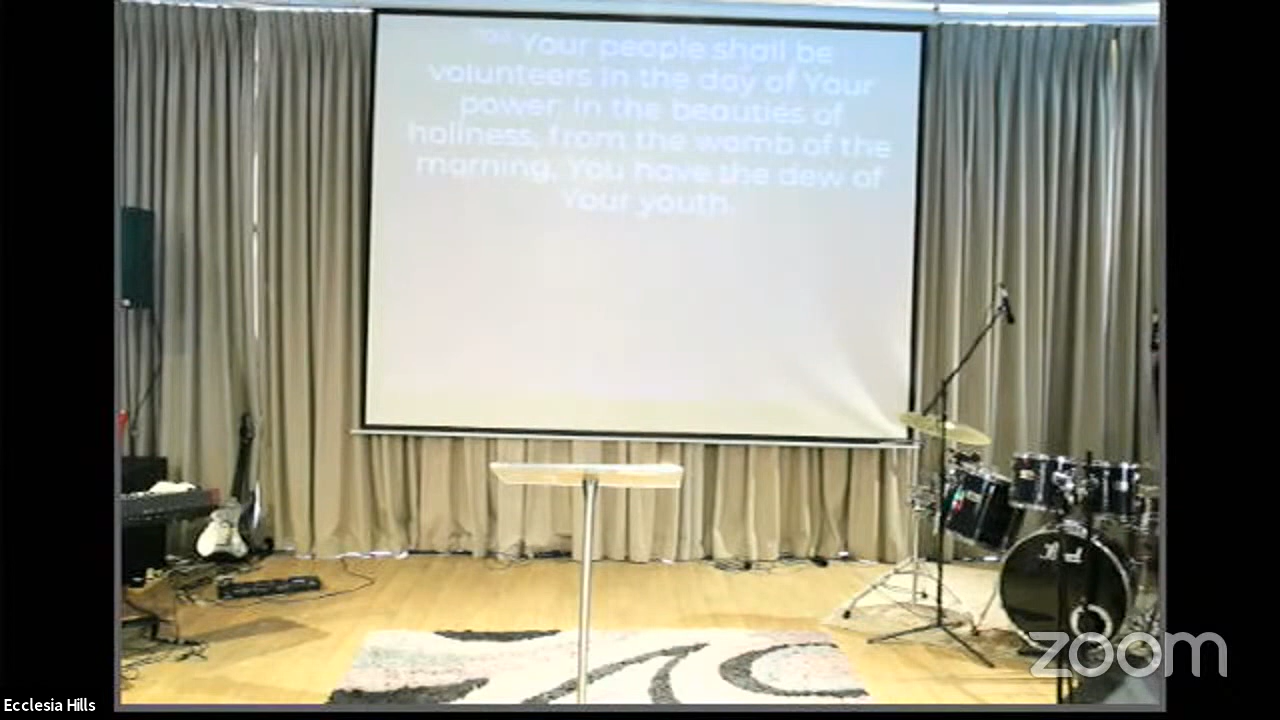 Your people shall be
volunteers in the day of Your
power; In the beauties of
holiness, from the womb of the
morning, You have the dew of
Your youth.
Pearl
zoom
Ecclesia Hills